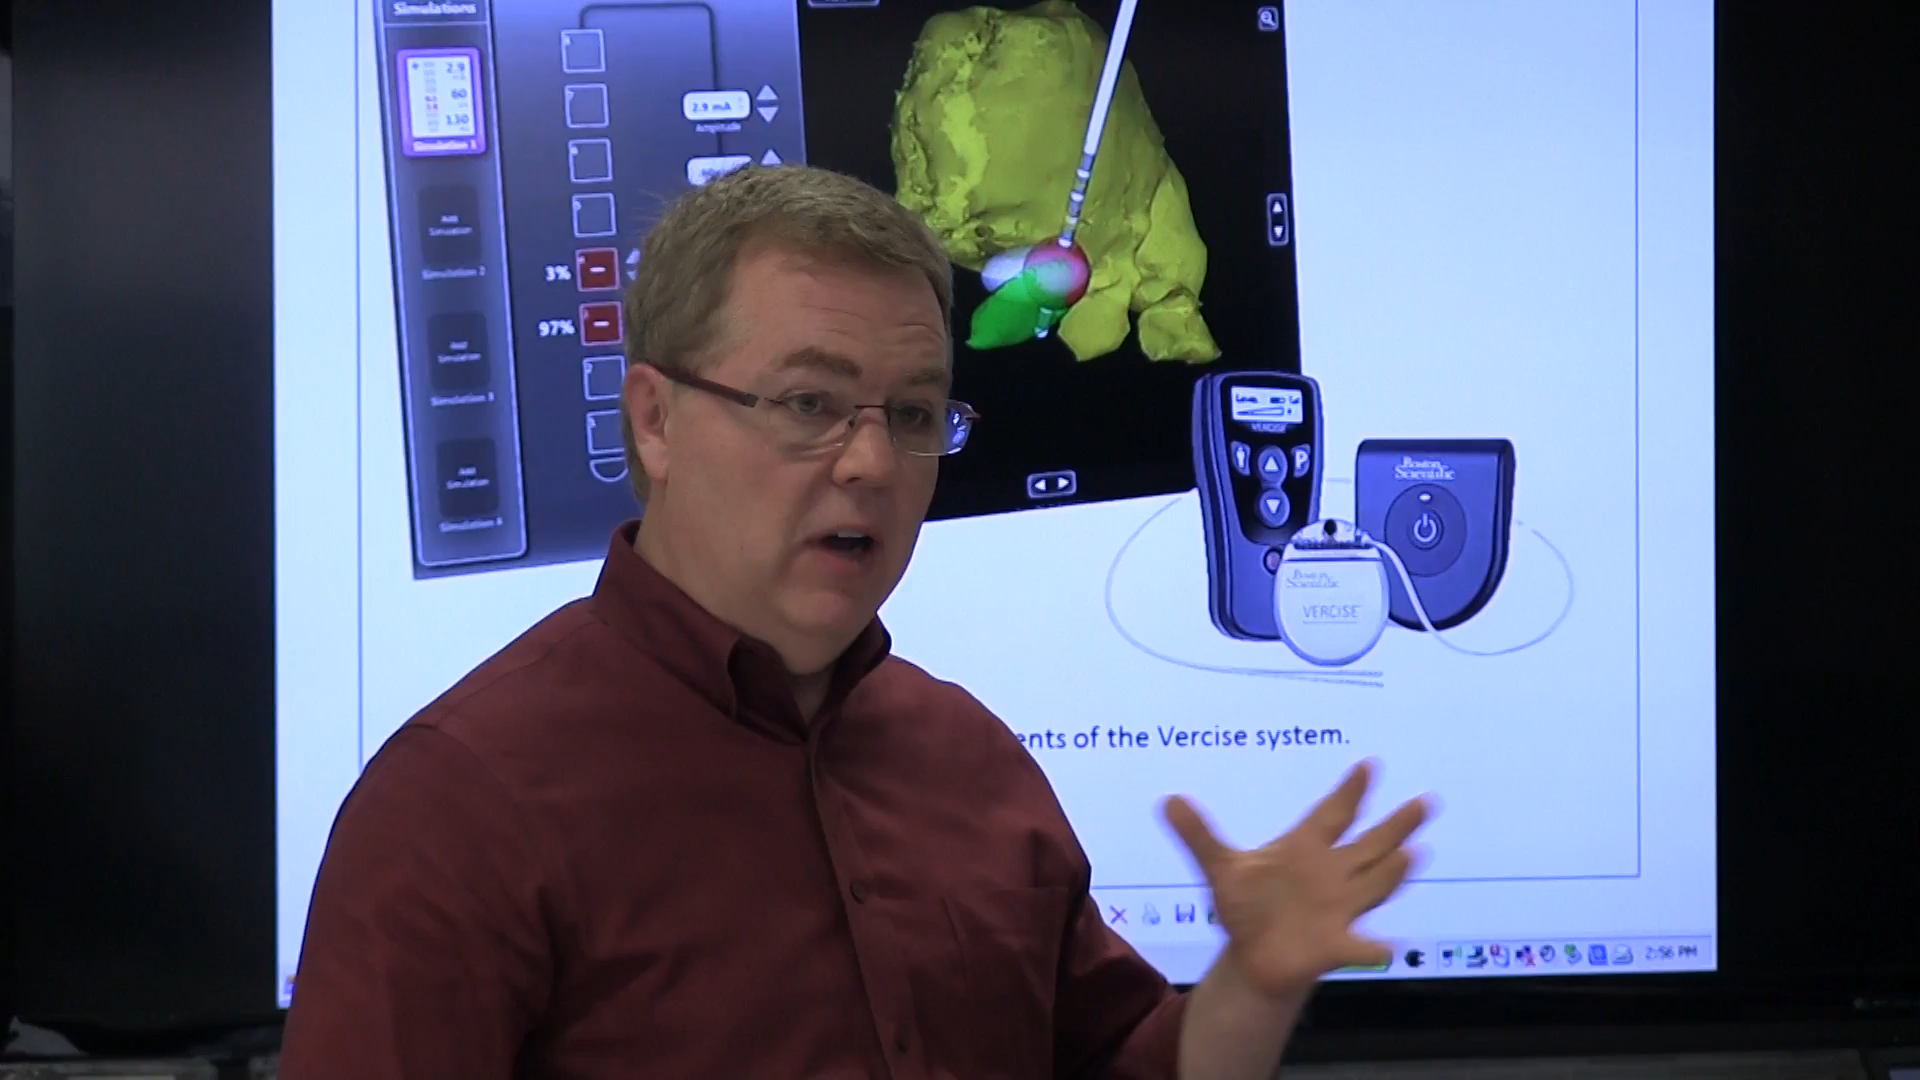 Simulations
2.9
60
130
Simulation 1
Add
Simulation
Simulation 2
Add
Simulation
Simulation 3
Add
Simulation
Simulation 4
2.9 mA
Amplitude
3%
97%
VERCISE
P
Boston
Scientific
Boston
Scientific
VERCISE
ents of the Vercise system.
2:56 PM